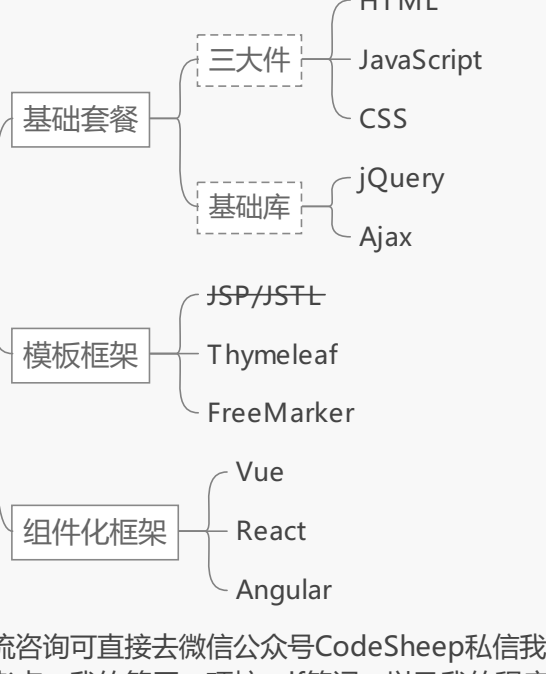 HTML
三大件
JavaScript
基础套餐
CSS
jQuery
基础库
Ajax
JSP/JSTL
模板框架
Thymeleaf
FreeMarker
Vue
组件化框架
React
Angular
流咨询可直接去微信公众号CodeSheep私信我